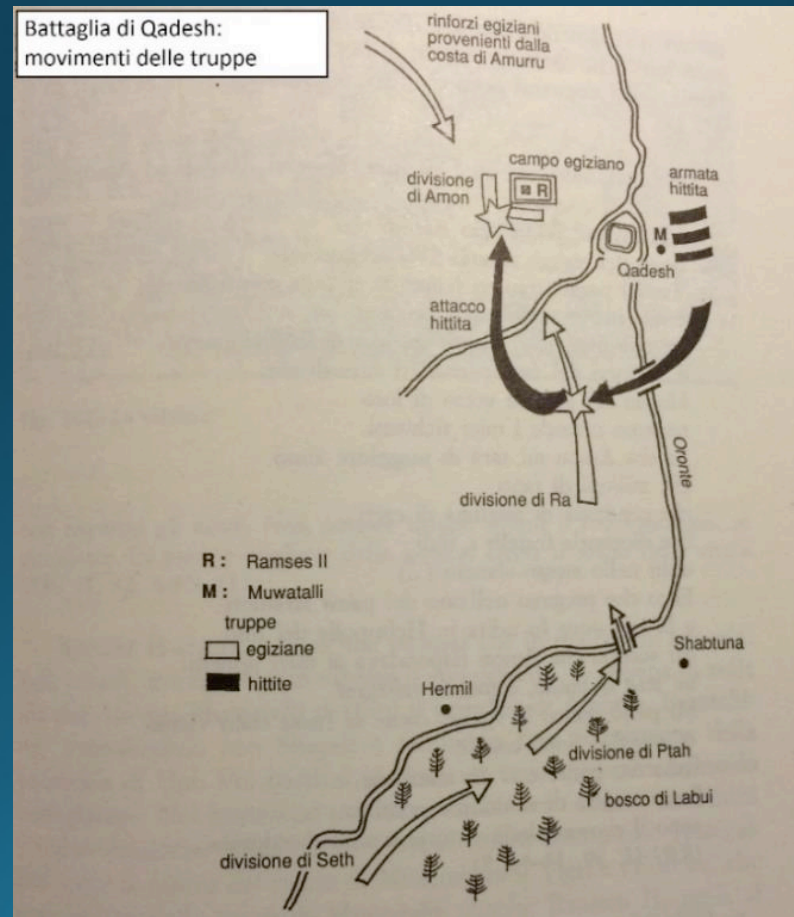 Battaglia di Qadesh:
movimenti delle truppe
rinforzi egiziani
provenienti dalla
costa di Amurru
campo egiziano
divisione
di Amon
R
armata
hittita
M
Qadesh
attacco
hittita
Oronte
divisione di Ra
R : Ramses II
M : Muwatalli
truppe
egiziane
hittite
Shabtuna
Hermil
divisione di Ptah
bosco di Labui
divisione di Seth